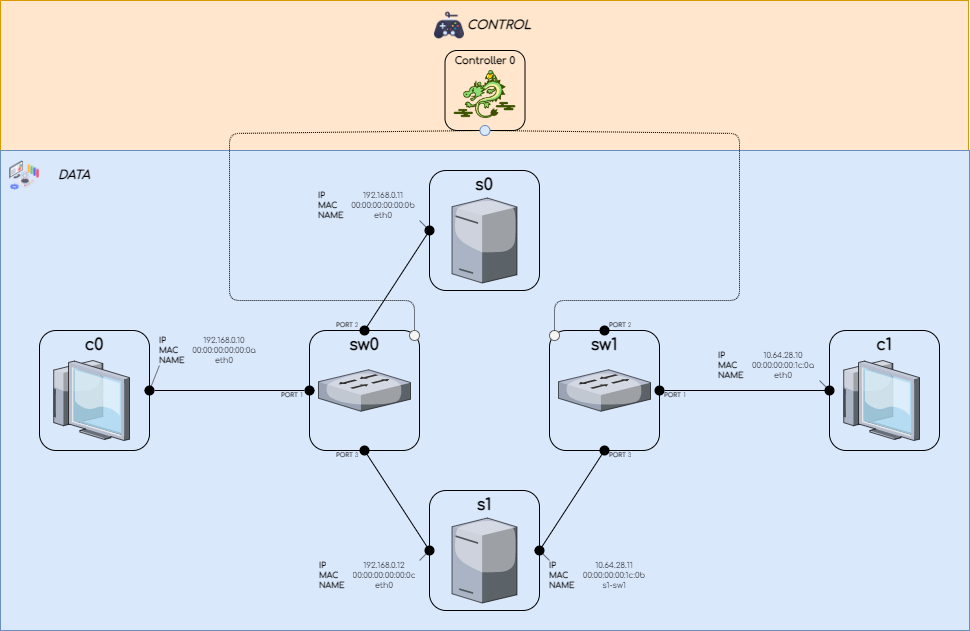 CONTROL
Controller 0
DATA
s0
IP 192.168.0.11
MAC 00:00:00:00:00:0b
NAME eth0
c0
IP 192.168.0.10
MAC 00:00:00:00:00:0a
NAME eth0
PORT 2
sw0
PORT 1
PORT 3
PORT 2
sw1
PORT 1
PORT 3
IP 10.64.28.10
MAC 00:00:00:00:1c:0a
NAME eth0
c1
s1
IP 192.168.0.12
MAC 00:00:00:00:00:0c
NAME eth0
IP 10.64.28.11
MAC 00:00:00:00:1c:0b
NAME s1-sw1